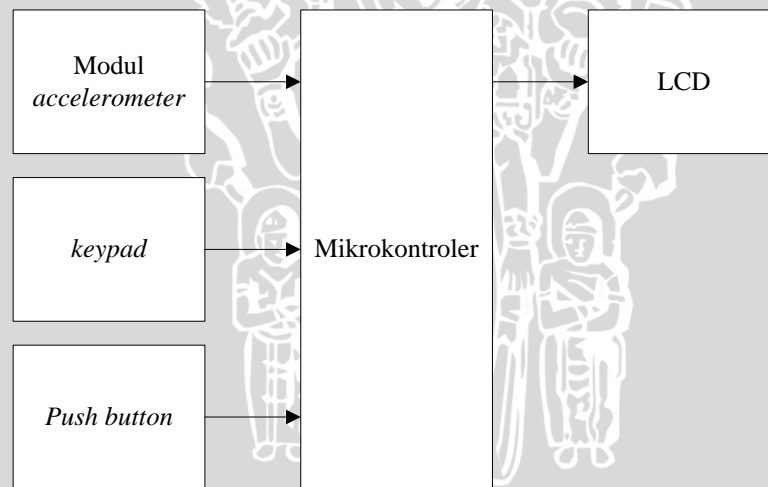 Modul
accelerometer
keypad
Push button
Mikrokontroler
LCD